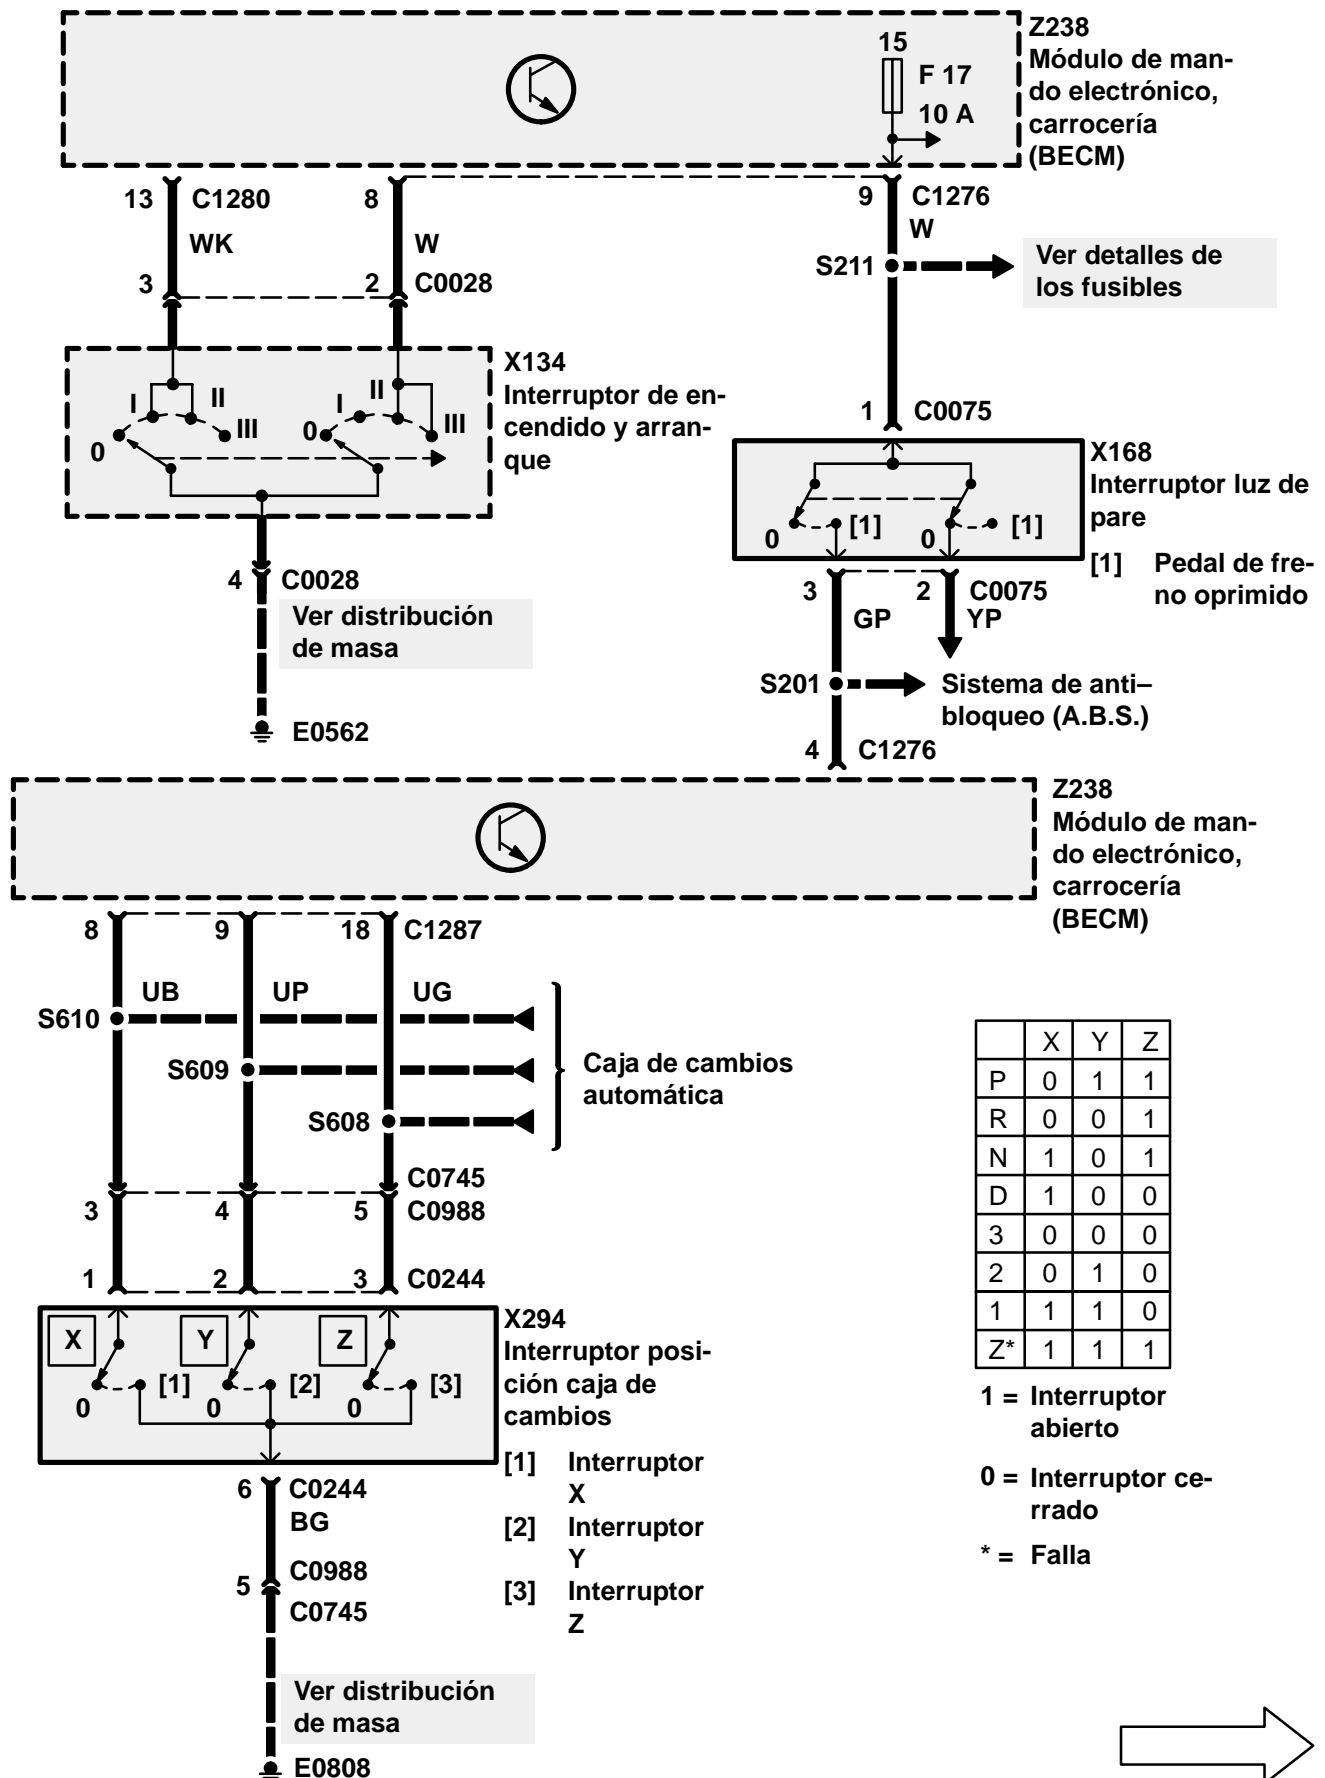 Z238
Módulo de man-
do electrónico,
carrocería
(BECM)
15
F 17
10 A
13 C1280
8
9 C1276
WK
W
W
S211
Ver detalles de
los fusibles
3
2 C0028
X134
Interruptor de en-
cendido y arran-
que
I II III 0
I II III 0
1 C0075
X168
Interruptor luz de
pare
[1] Pedal de fre-
no oprimido
0 [1] 0 [1]
4 C0028
Ver distribución
de masa
E0562
3 2 C0075
GP YP
S201
Sistema de anti–
bloqueo (A.B.S.)
4 C1276
Z238
Módulo de man-
do electrónico,
carrocería
(BECM)
8 9 18 C1287
UB UP UG
S610
S609
S608
Caja de cambios
automática
C0745
3 4 5 C0988
1 2 3 C0244
X Y Z
0 [1] 0 [2] 0 [3]
X294
Interruptor posi-
ción caja de
cambios
[1] Interruptor
X
[2] Interruptor
Y
[3] Interruptor
Z
6 C0244
BG
5 C0988
C0745
Ver distribución
de masa
E0808
X Y Z
P 0 1 1
R 0 0 1
N 1 0 1
D 1 0 0
3 0 0 0
2 0 1 0
1 1 1 0
Z* 1 1 1
1 = Interruptor
abierto
0 = Interruptor ce-
rrado
* = Falla